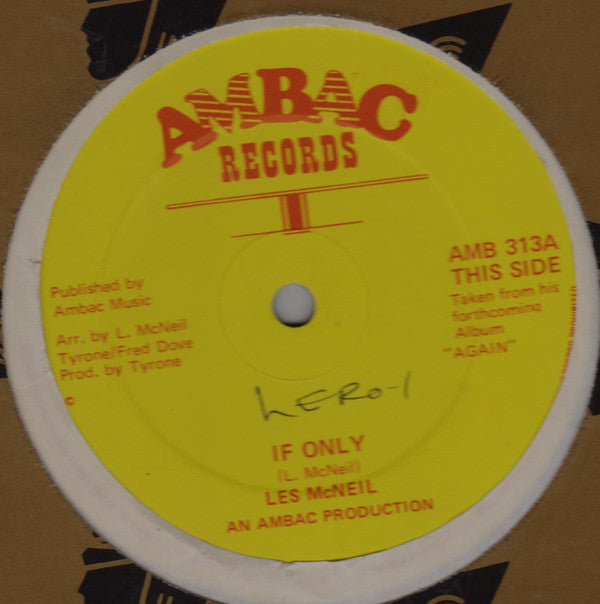 AMBAC
RECORDS
Published by
Ambac Music
Arr. by L. McNeil
Tyrone/Fred Dove
Prod. by Tyrone
©
AMB 313A
THIS SIDE
Taken from his
forthcoming
Album
"AGAIN"
LERO-1
IF ONLY
(L. McNeil)
LES McNEIL
AN AMBAC PRODUCTION